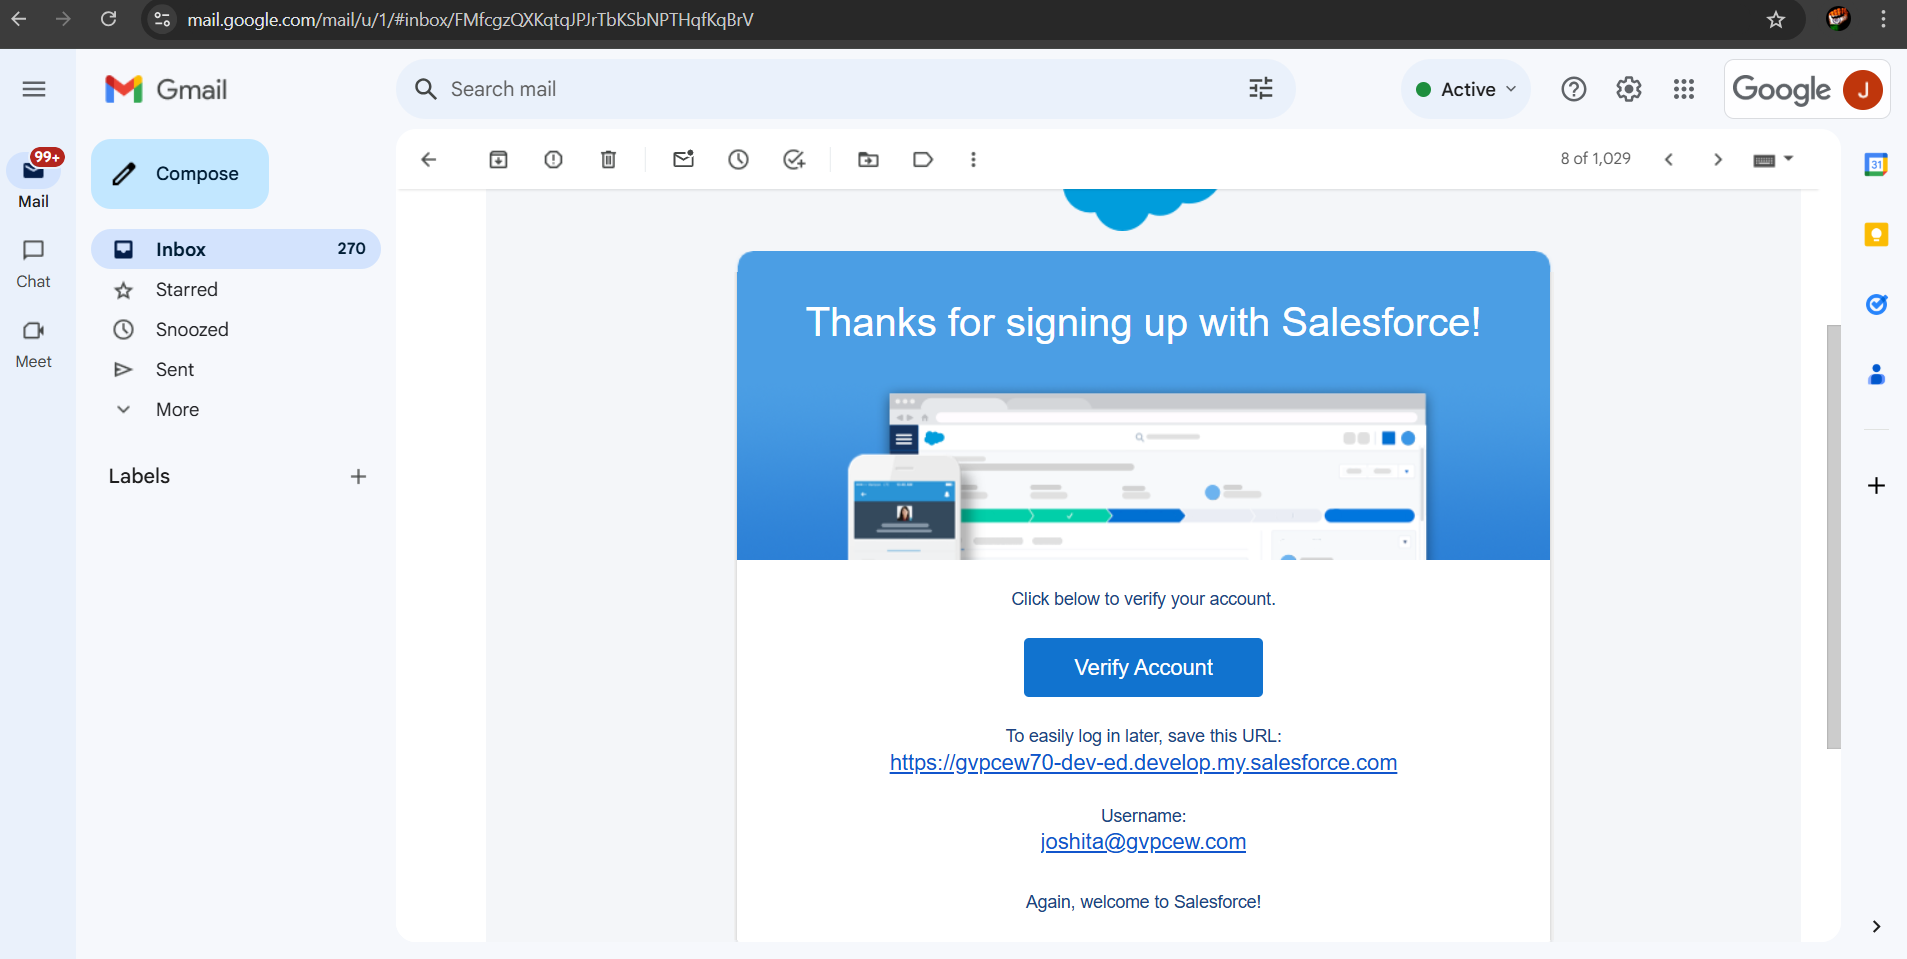 mail.google.com/mail/u/1/#inbox/FMfcgzQXKqtqJPJrTbKSbNPTHqfKqBrV
Gmail
Search mail
Active
Google
J
99+
Mail
Chat
Meet
Compose
Inbox 270
Starred
Snoozed
Sent
More
Labels
8 of 1,029
31
Thanks for signing up with Salesforce!
Click below to verify your account.
Verify Account
To easily log in later, save this URL:
https://gvpcew70-dev-ed.develop.my.salesforce.com
Username:
joshita@gvpcew.com
Again, welcome to Salesforce!